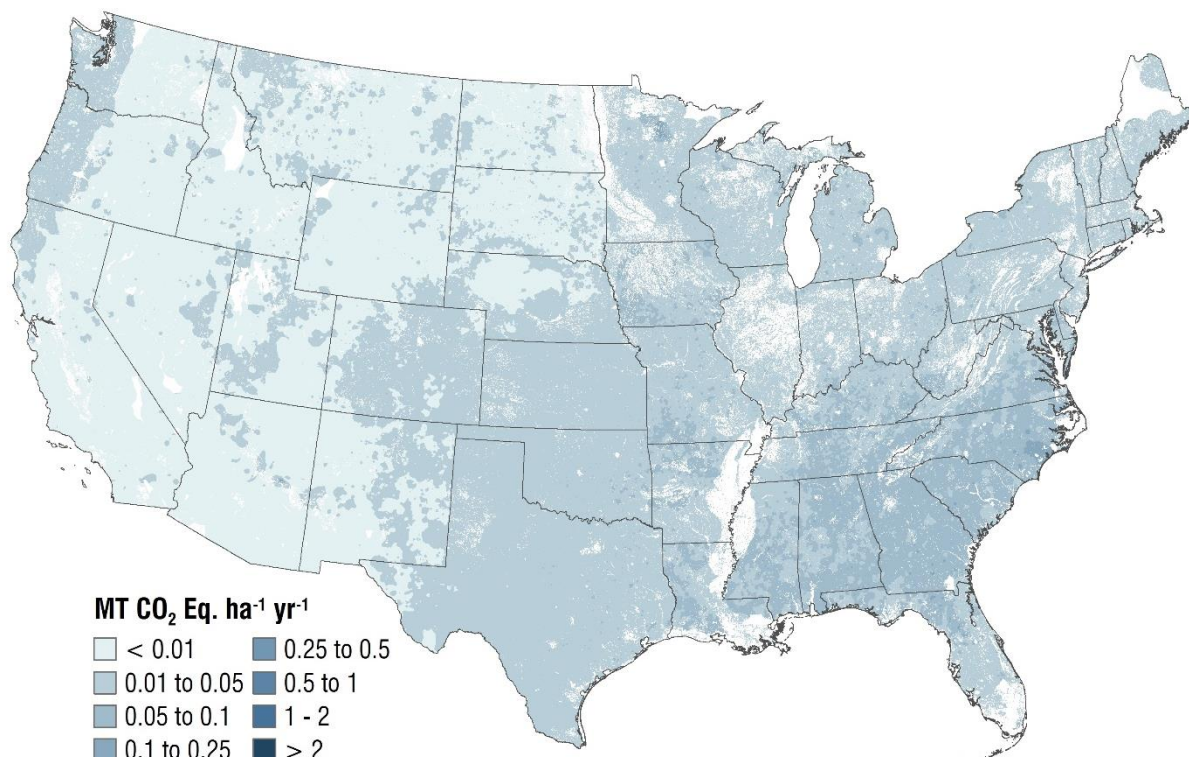 MT CO₂ Eq. ha⁻¹ yr⁻¹
< 0.01
0.01 to 0.05
0.05 to 0.1
0.1 to 0.25
0.25 to 0.5
0.5 to 1
1 - 2
> 2